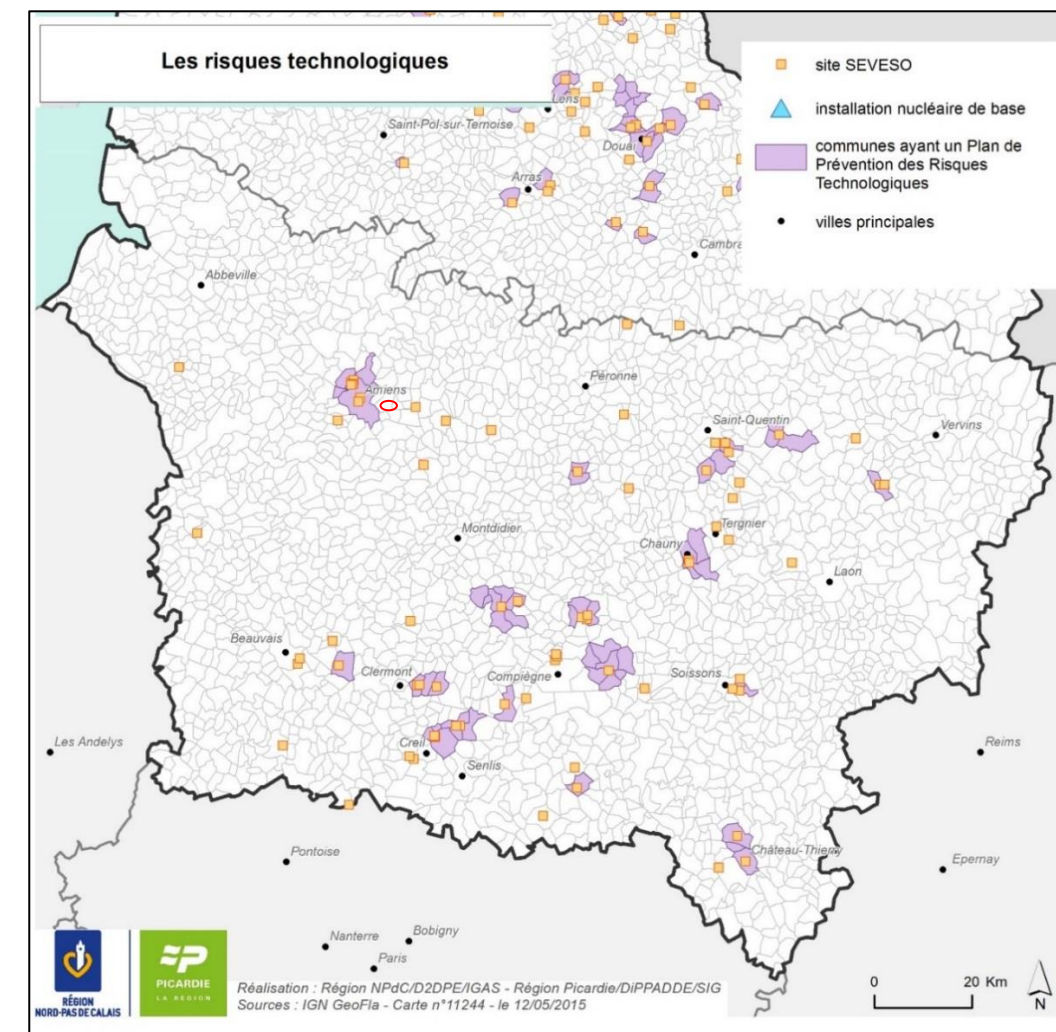 Les risques technologiques
site SEVESO
installation nucléaire de base
communes ayant un Plan de
Prévention des Risques
Technologiques
villes principales
Lens
Saint-Pol-sur-Ternoise
Douai
Arras
Cambra
Abbeville
Péronne
Amiens
Saint-Quentin
Vervins
Montdidier
Tergnier
Chauny
Laon
Beauvais
Clermont
Compiègne
Soissons
Les Andelys
Creil
Senlis
Reims
Château-Thierry
Pontoise
Epernay
Nanterre
Bobigny
Paris
RÉGION
NORD-PAS DE CALAIS
PICARDIE
LA RÉGION
Réalisation : Région NPdC/D2DPE/IGAS - Région Picardie/DiPPADDE/SIG
Sources : IGN GeoFla - Carte n°11244 - le 12/05/2015
0 20 Km
N